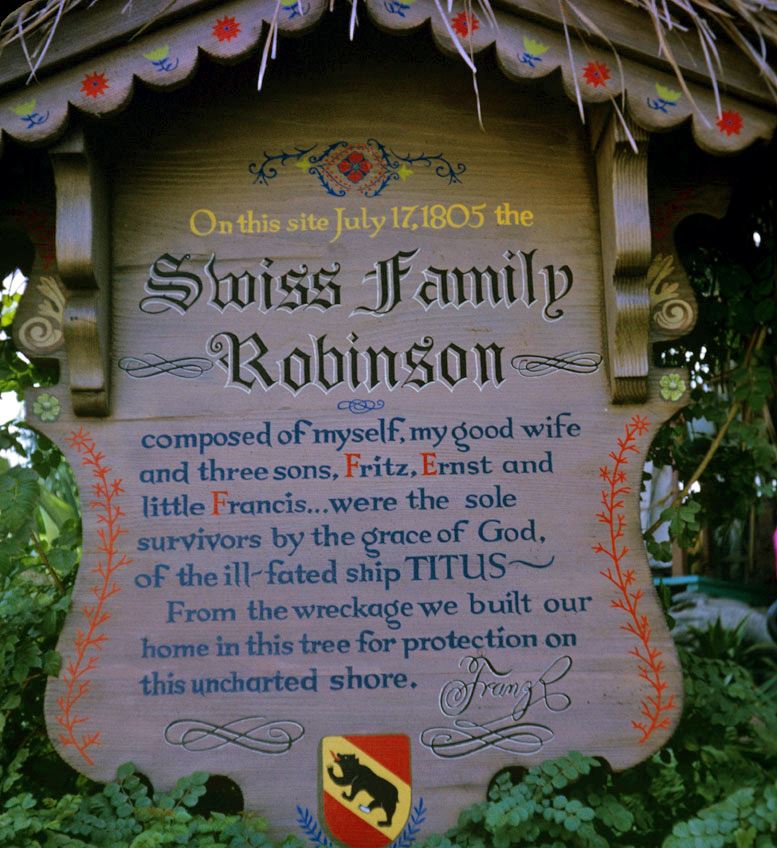 On this site July 17, 1805 the
Swiss Family
Robinson
composed of myself, my good wife
and three sons, Fritz, Ernst and
little Francis...were the sole
survivors by the grace of God,
of the ill-fated ship TITUS~
From the wreckage we built our
home in this tree for protection on
this uncharted shore. Franz R